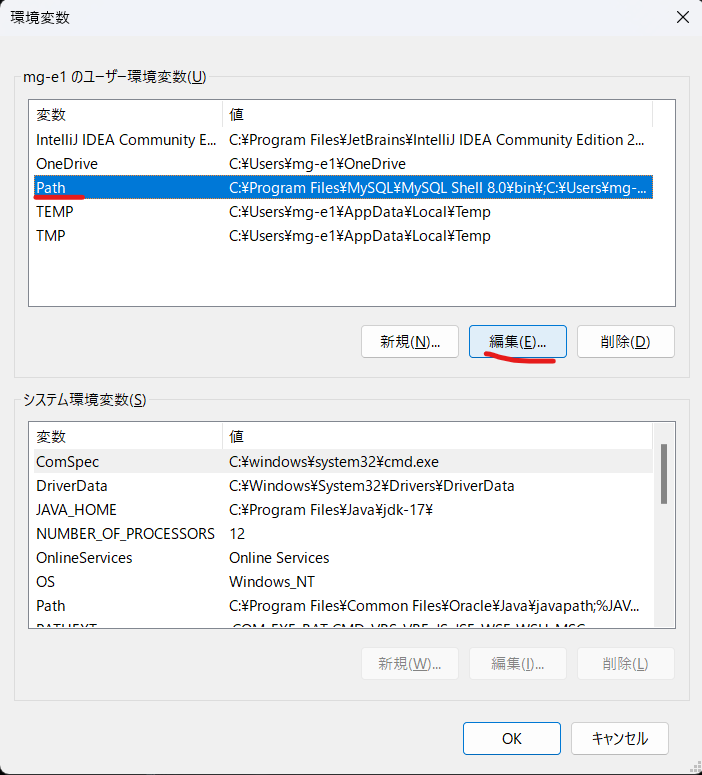 環境変数
mg-e1 のユーザー環境変数(U)
変数 値
IntelliJ IDEA Community E... C:¥Program Files¥JetBrains¥IntelliJ IDEA Community Edition 2...
OneDrive C:¥Users¥mg-e1¥OneDrive
Path C:¥Program Files¥MySQL¥MySQL Shell 8.0¥bin¥;C:¥Users¥mg-...
TEMP C:¥Users¥mg-e1¥AppData¥Local¥Temp
TMP C:¥Users¥mg-e1¥AppData¥Local¥Temp
新規(N)... 編集(E)... 削除(D)
システム環境変数(S)
変数 値
ComSpec C:¥windows¥system32¥cmd.exe
DriverData C:¥Windows¥System32¥Drivers¥DriverData
JAVA_HOME C:¥Program Files¥Java¥jdk-17¥
NUMBER_OF_PROCESSORS 12
OnlineServices Online Services
OS Windows_NT
Path C:¥Program Files¥Common Files¥Oracle¥Java¥javapath;%JAV...
新規(W)... 編集(I)... 削除(L)
OK キャンセル